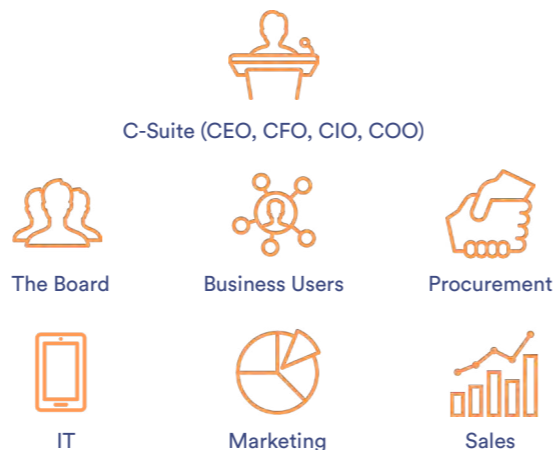 C-Suite (CEO, CFO, CIO, COO)
The Board
Business Users
Procurement
IT
Marketing
Sales